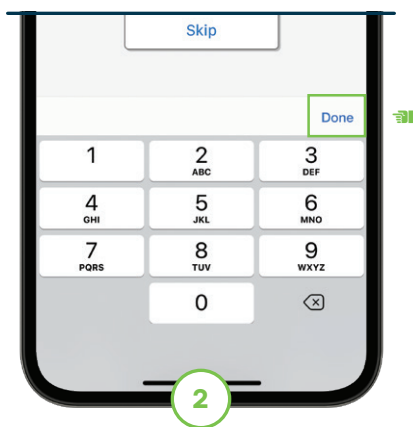 Skip
Done
1 2 3
ABC DEF
4 5 6
GHI JKL MNO
7 8 9
PQRS TUV WXYZ
0
2